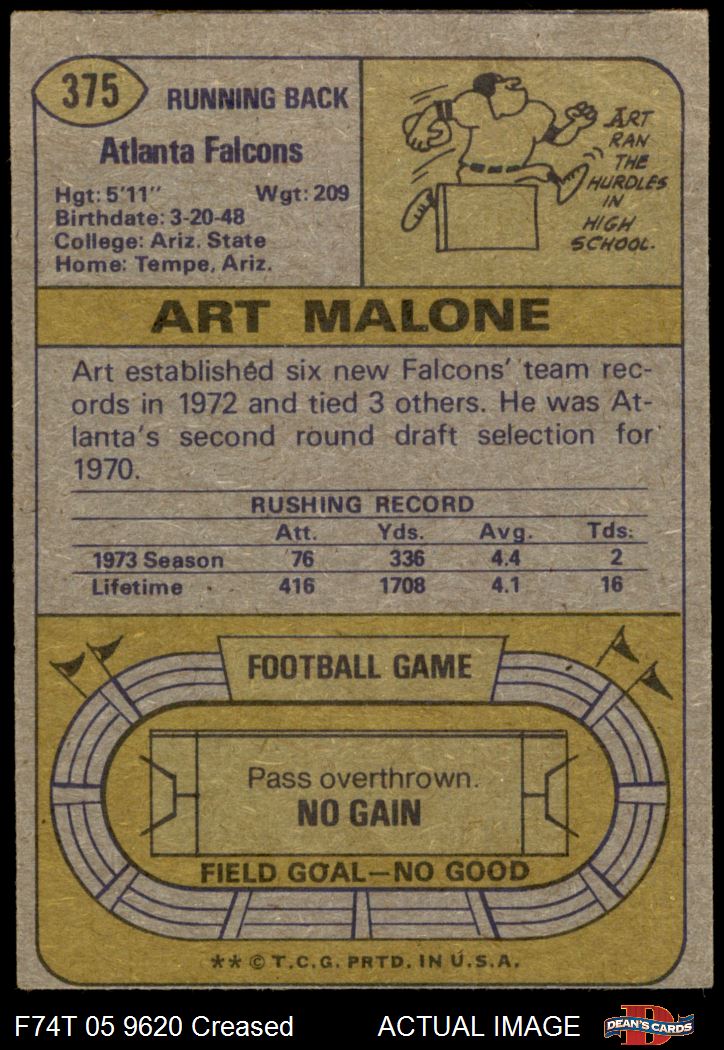 375
RUNNING BACK
Atlanta Falcons
Hgt: 5'11" Wgt: 209
Birthdate: 3-20-48
College: Ariz. State
Home: Tempe, Ariz.
ART
RAN
THE
HURDLES
IN
HIGH
SCHOOL.
ART MALONE
Art established six new Falcons' team rec-
ords in 1972 and tied 3 others. He was At-
lanta's second round draft selection for
1970.
RUSHING RECORD
Att. Yds. Avg. Tds.
1973 Season 76 336 4.4 2
Lifetime 416 1708 4.1 16
FOOTBALL GAME
Pass overthrown.
NO GAIN
FIELD GOAL—NO GOOD
** © T.C.G. PRTD. IN U.S.A.
F74T 05 9620 Creased ACTUAL IMAGE
D
DEAN'S CARDS